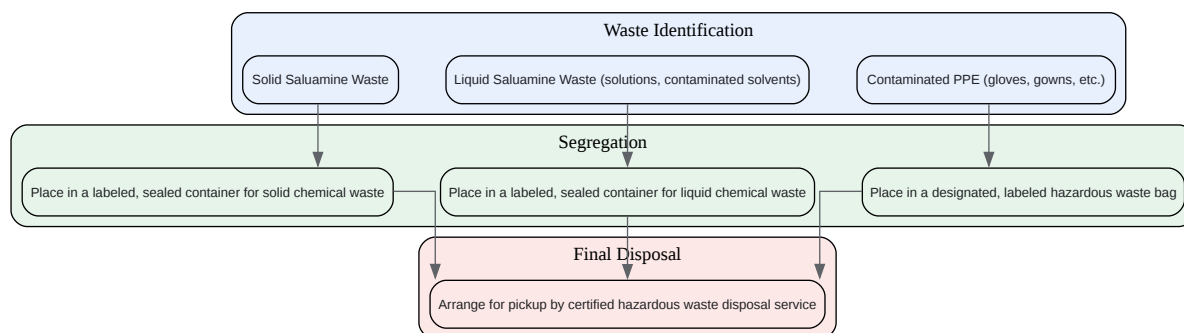 Waste Identification
Solid Saluamine Waste
Liquid Saluamine Waste (solutions, contaminated solvents)
Contaminated PPE (gloves, gowns, etc.)
Segregation
Place in a labeled, sealed container for solid chemical waste
Place in a labeled, sealed container for liquid chemical waste
Place in a designated, labeled hazardous waste bag
Final Disposal
Arrange for pickup by certified hazardous waste disposal service